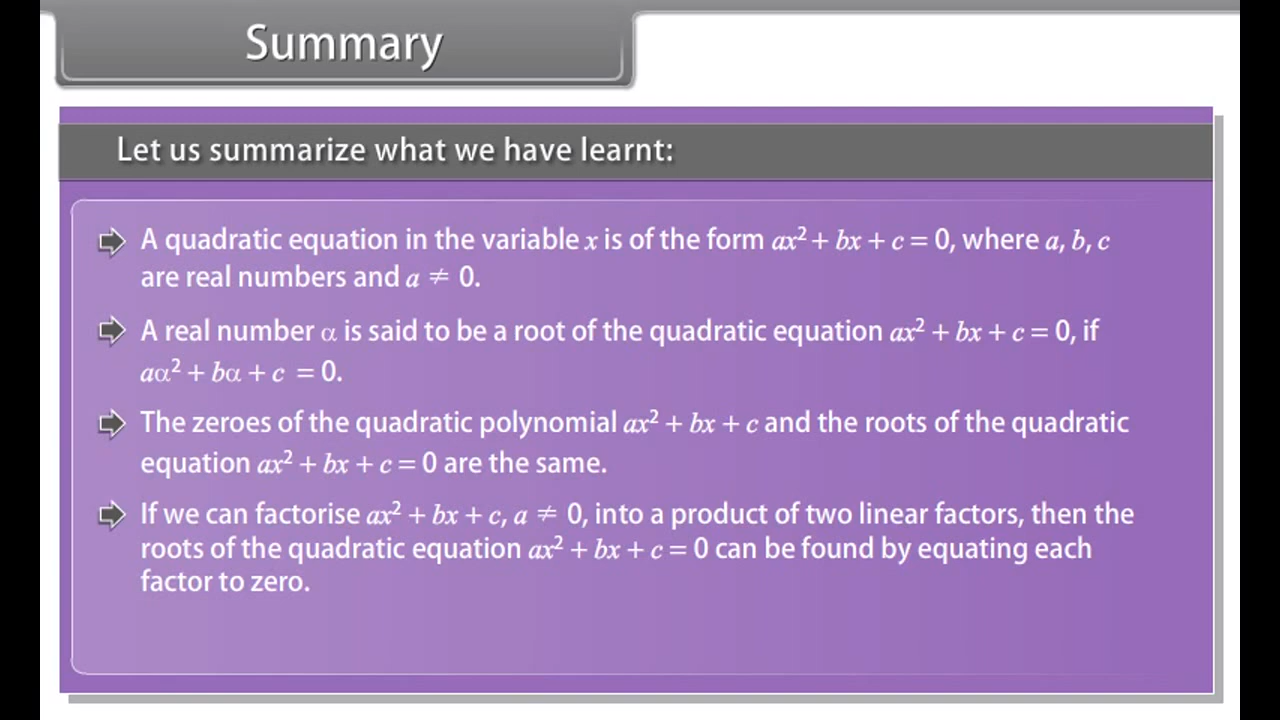 Summary
Let us summarize what we have learnt:
A quadratic equation in the variable x is of the form ax² + bx + c = 0, where a, b, c
are real numbers and a ≠ 0.
A real number α is said to be a root of the quadratic equation ax² + bx + c = 0, if
aα² + bα + c = 0.
The zeroes of the quadratic polynomial ax² + bx + c and the roots of the quadratic
equation ax² + bx + c = 0 are the same.
If we can factorise ax² + bx + c, a ≠ 0, into a product of two linear factors, then the
roots of the quadratic equation ax² + bx + c = 0 can be found by equating each
factor to zero.